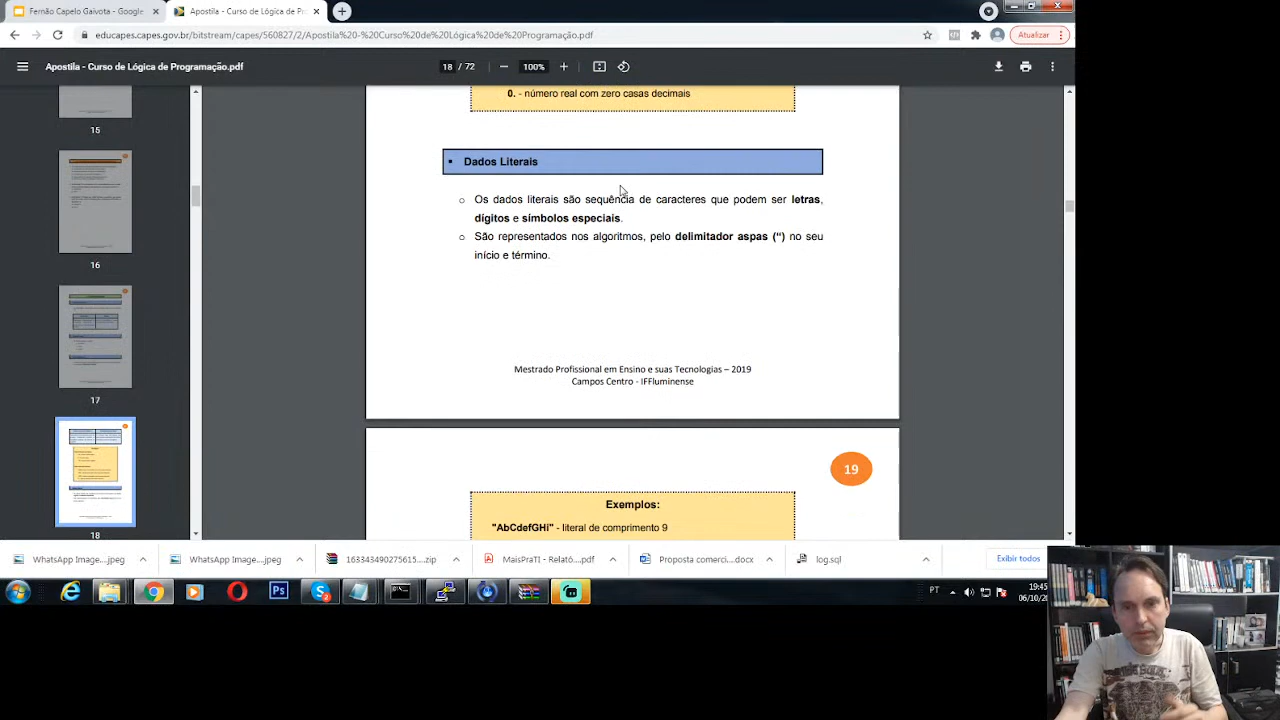 Fernão Capelo Gaivota - Google
Apostila - Curso de Lógica de Pr
educapes.capes.gov.br/bitstream/capes/560827/2/Apostila%20-%20Curso%20de%20Lógica%20de%20Programação.pdf
Atualizar
Apostila - Curso de Lógica de Programação.pdf
18 / 72
100%
15
16
17
18
0. - número real com zero casas decimais
Dados Literais
Os dados literais são sequência de caracteres que podem ser letras,
dígitos e símbolos especiais.
São representados nos algoritmos, pelo delimitador aspas (“) no seu
início e término.
Mestrado Profissional em Ensino e suas Tecnologias – 2019
Campos Centro - IFFluminense
19
Exemplos:
"AbCdefGHi" - literal de comprimento 9
WhatsApp Image....jpeg
WhatsApp Image....jpeg
163343490275615....zip
MaisPraTI - Relató....pdf
Proposta comerci....docx
log.sql
Exibir todos
PT
19:45
06/10/20